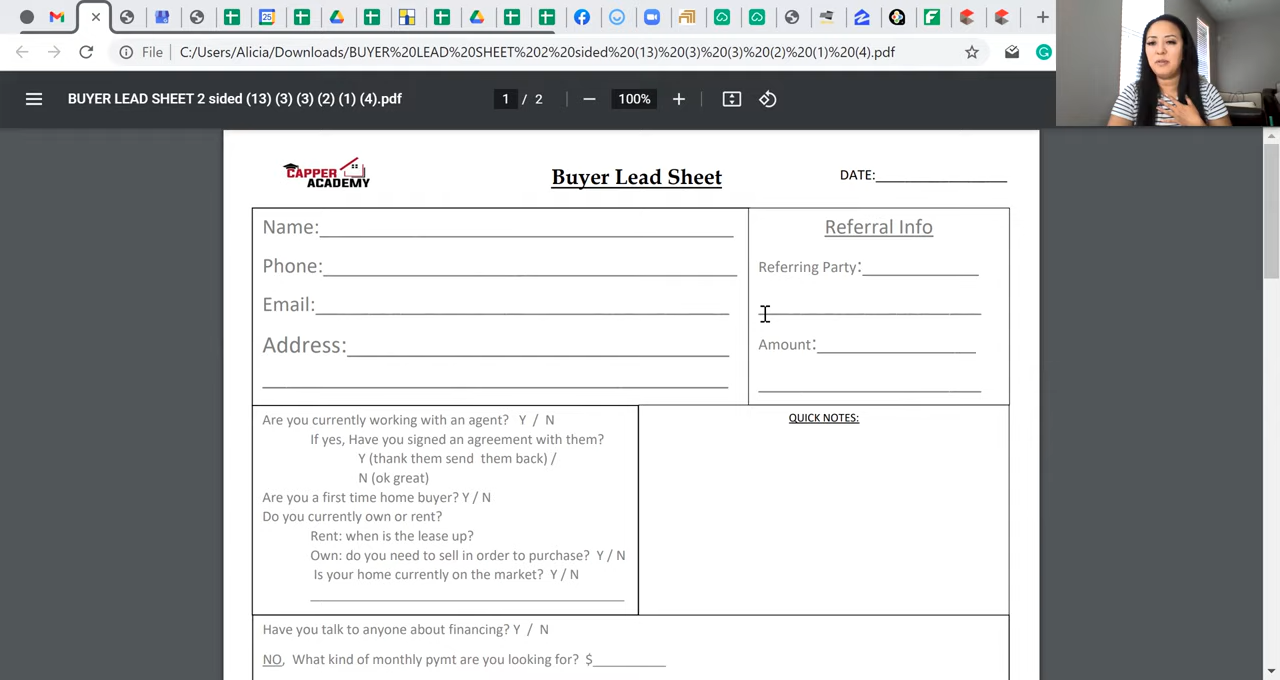 File
C:/Users/Alicia/Downloads/BUYER%20LEAD%20SHEET%202%20sided%20(13)%20(3)%20(3)%20(2)%20(1)%20(4).pdf
BUYER LEAD SHEET 2 sided (13) (3) (3) (2) (1) (4).pdf
1 / 2
100%
CAPPER
ACADEMY
Buyer Lead Sheet
DATE:
Name:
Phone:
Email:
Address:
Referral Info
Referring Party:
Amount:
Are you currently working with an agent? Y / N
If yes, Have you signed an agreement with them?
Y (thank them send them back) /
N (ok great)
Are you a first time home buyer? Y / N
Do you currently own or rent?
Rent: when is the lease up?
Own: do you need to sell in order to purchase? Y / N
Is your home currently on the market? Y / N
QUICK NOTES:
Have you talk to anyone about financing? Y / N
NO, What kind of monthly pymt are you looking for? $